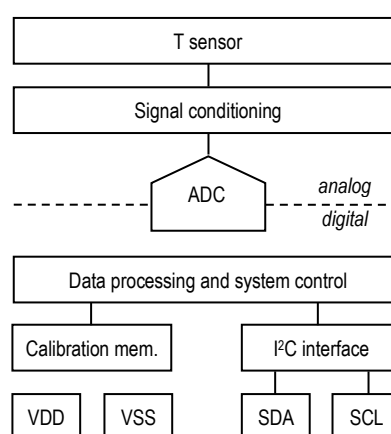 T sensor
Signal conditioning
ADC
analog
digital
Data processing and system control
Calibration mem.
I²C interface
VDD
VSS
SDA
SCL